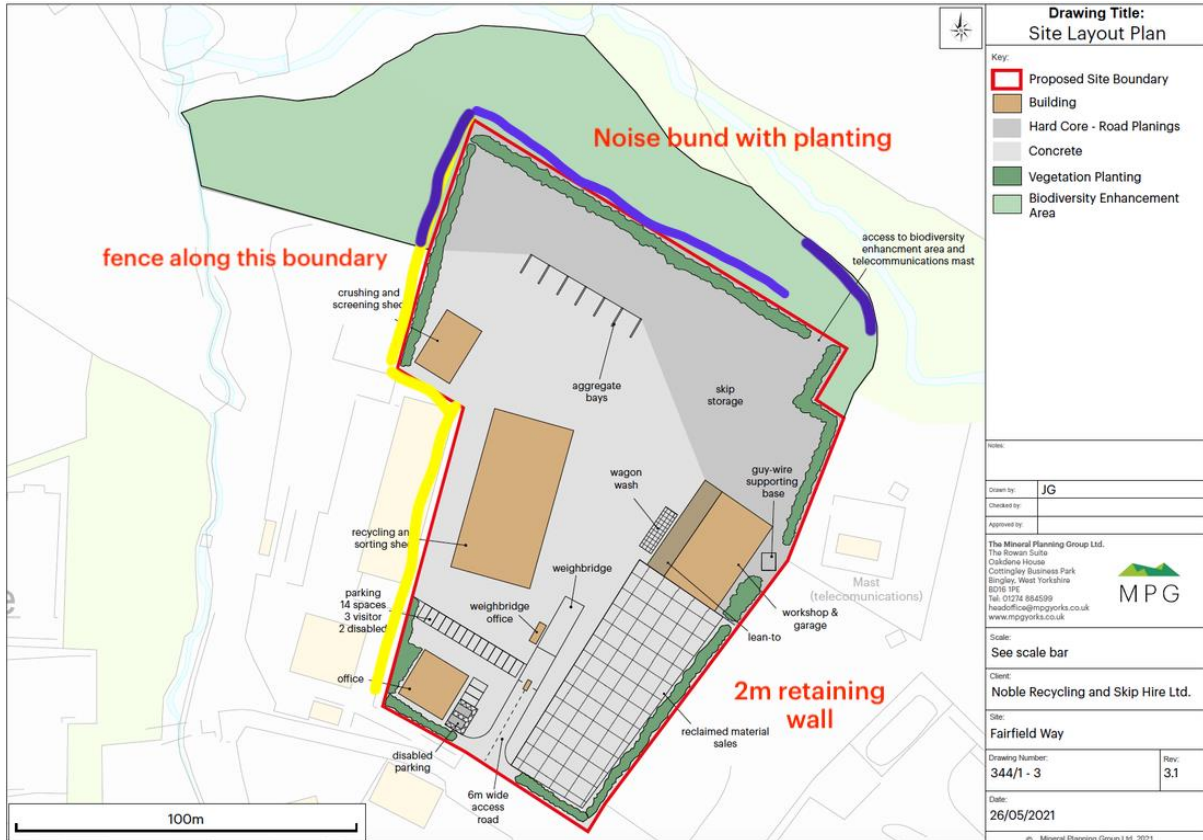 Noise bund with planting
fence along this boundary
access to biodiversity
enhancment area and
telecommunications mast
crushing and
screening shed
aggregate
bays
skip
storage
wagon
wash
guy-wire
supporting
base
recycling an
sorting shed
weighbridge
parking
14 spaces
3 visitor
2 disabled
weighbridge
office
Mast
(telecomunications)
workshop &
garage
lean-to
office
2m retaining
wall
reclaimed material
sales
disabled
parking
6m wide
access
road
100m
Drawing Title:
Site Layout Plan
Key:
Proposed Site Boundary
Building
Hard Core - Road Planings
Concrete
Vegetation Planting
Biodiversity Enhancement
Area
Notes:
Drawn by: JG
Checked by:
Approved by:
The Mineral Planning Group Ltd.
The Rowan Suite
Oakdene House
Cottingley Business Park
Bingley, West Yorkshire
BD16 1PE
Tel: 01274 884599
headoffice@mpgyorks.co.uk
www.mpgyorks.co.uk
MPG
Scale:
See scale bar
Client:
Noble Recycling and Skip Hire Ltd.
Site:
Fairfield Way
Drawing Number:
344/1 - 3
Rev:
3.1
Date:
26/05/2021
© Mineral Planning Group Ltd. 2021